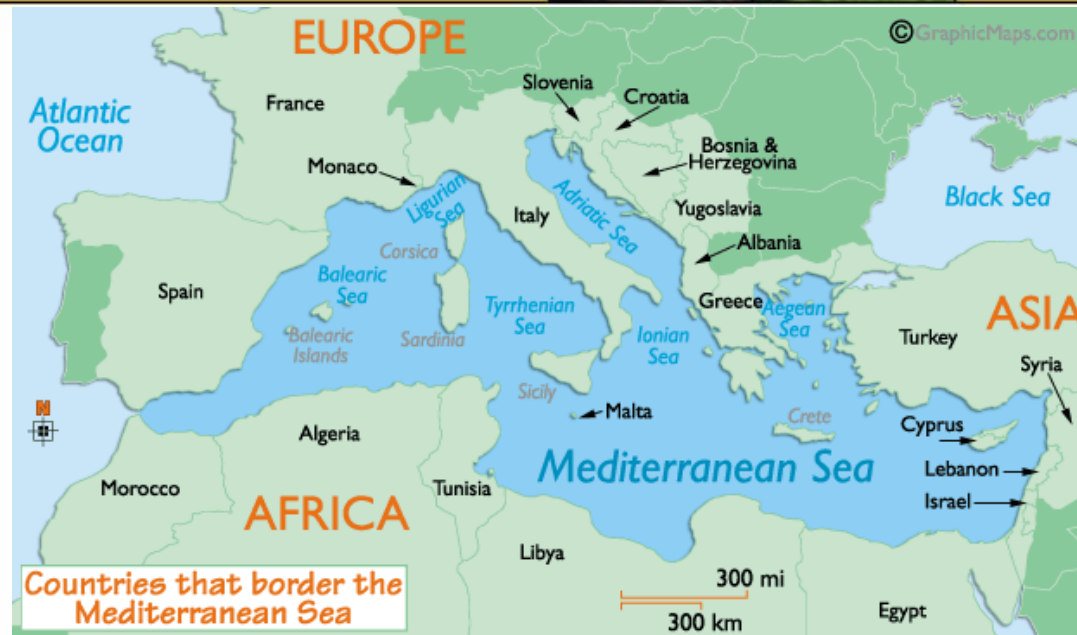 EUROPE
©GraphicMaps.com
Slovenia
Croatia
Atlantic
Ocean
France
Bosnia &
Herzegovina
Monaco
Ligurian
Sea
Adriatic Sea
Italy
Black Sea
Yugoslavia
Albania
Corsica
Balearic
Sea
Spain
Tyrrhenian
Sea
Greece
Aegean
Sea
ASIA
Turkey
Balearic
Islands
Sardinia
Ionian
Sea
Syria
Sicily
Malta
Crete
Cyprus
N
Algeria
Mediterranean Sea
Lebanon
Morocco
Tunisia
Israel
AFRICA
Libya
Countries that border the
Mediterranean Sea
300 mi
300 km
Egypt